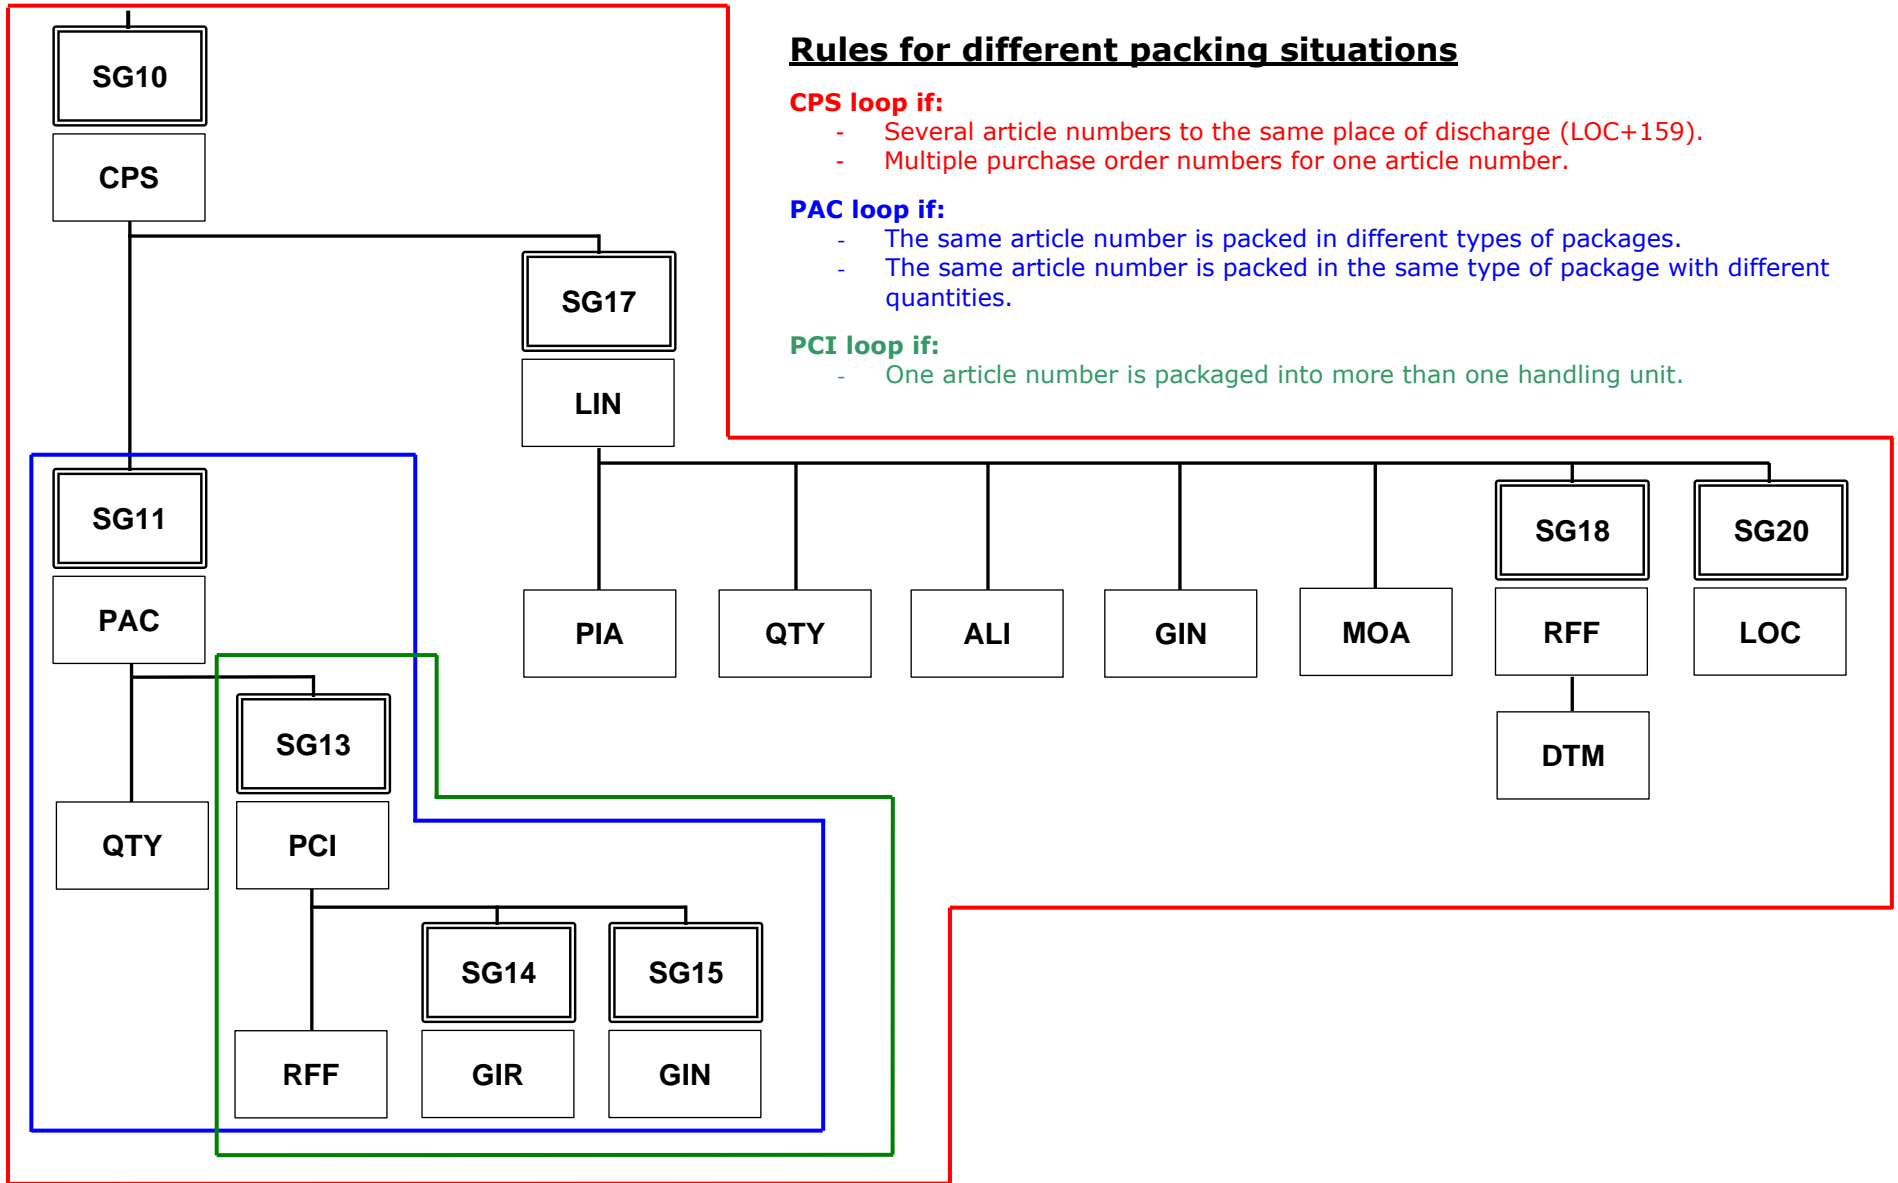 Rules for different packing situations
CPS loop if:
- Several article numbers to the same place of discharge (LOC+159).
- Multiple purchase order numbers for one article number.
PAC loop if:
- The same article number is packed in different types of packages.
- The same article number is packed in the same type of package with different
quantities.
PCI loop if:
- One article number is packaged into more than one handling unit.
SG10
CPS
SG17
LIN
SG11
SG18
SG20
PAC
PIA
QTY
ALI
GIN
MOA
RFF
LOC
SG13
DTM
QTY
PCI
SG14
SG15
RFF
GIR
GIN